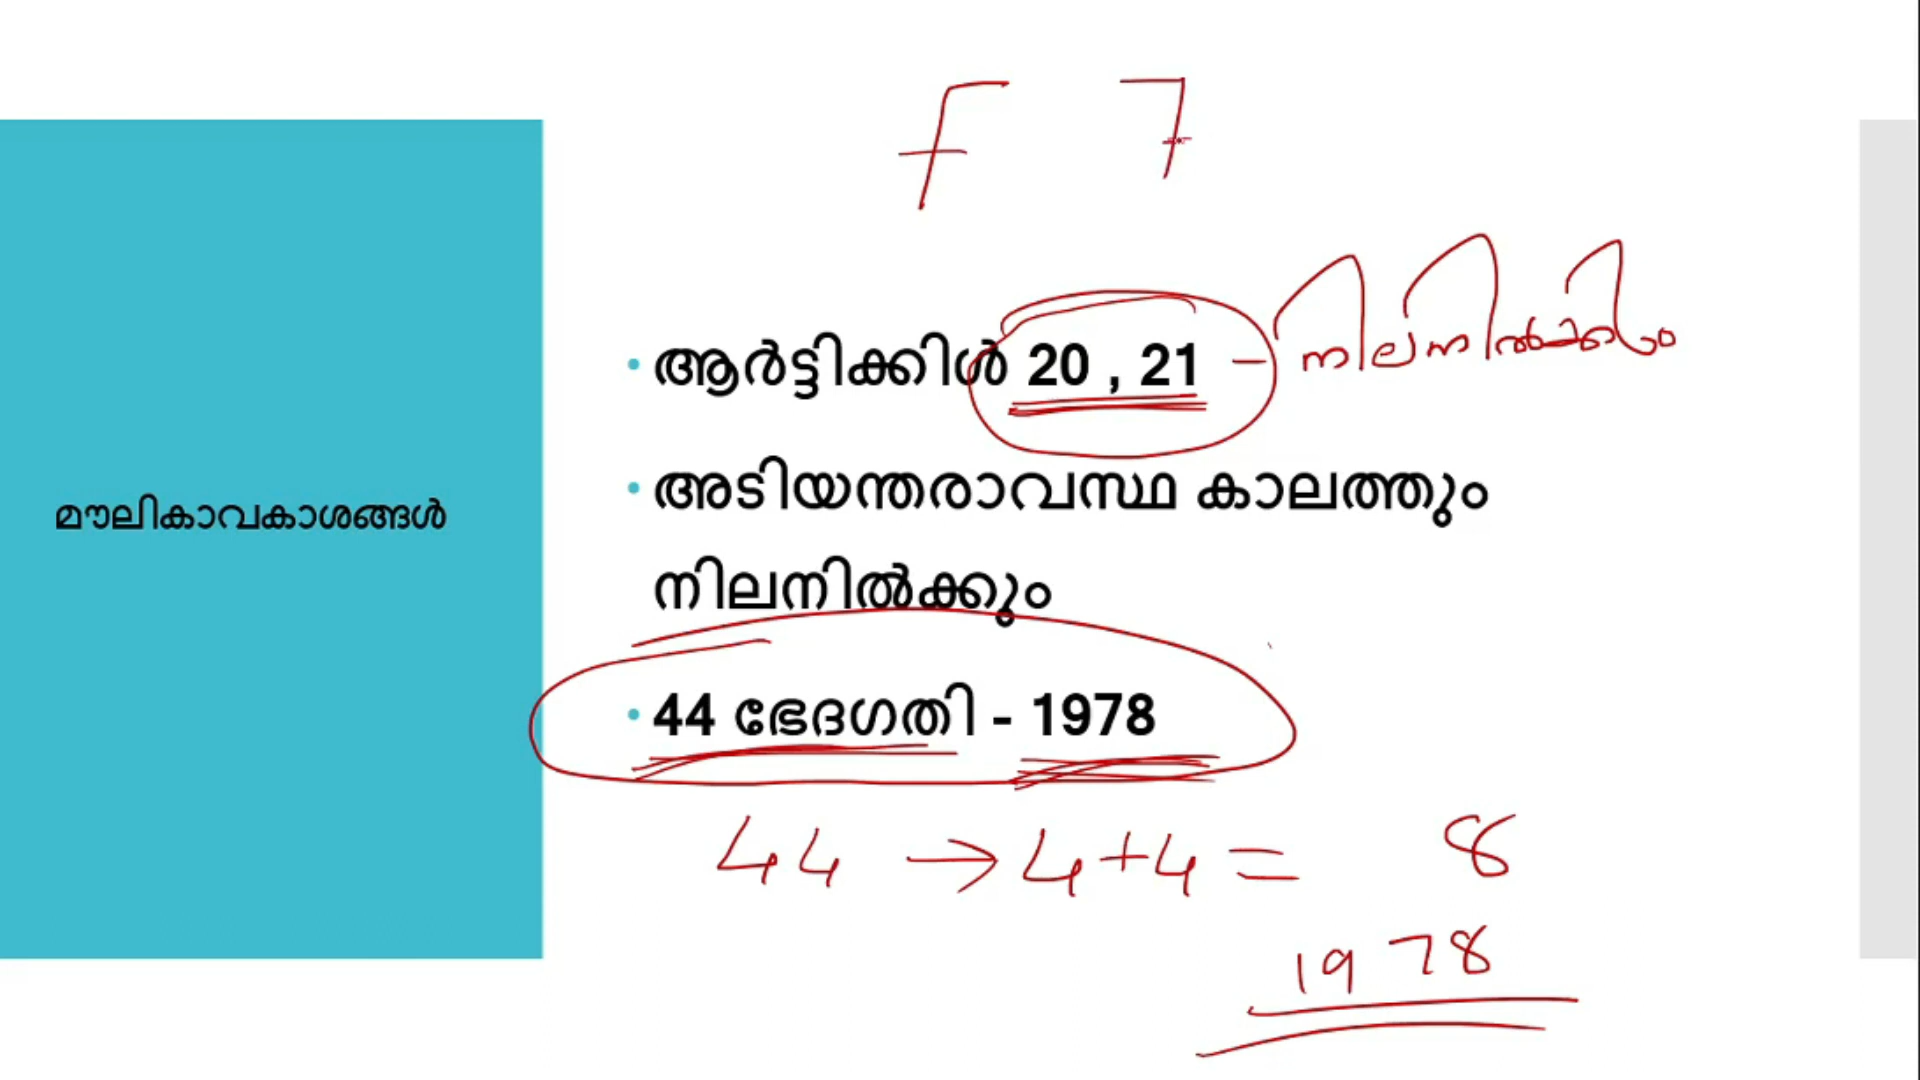 F 7
മൗലികാവകാശങ്ങൾ
ആർട്ടിക്കിൾ 20 , 21 – നിലനിൽക്കും
അടിയന്തരാവസ്ഥ കാലത്തും
നിലനിൽക്കും
44 ഭേദഗതി - 1978
44 → 4+4 = 8
1978